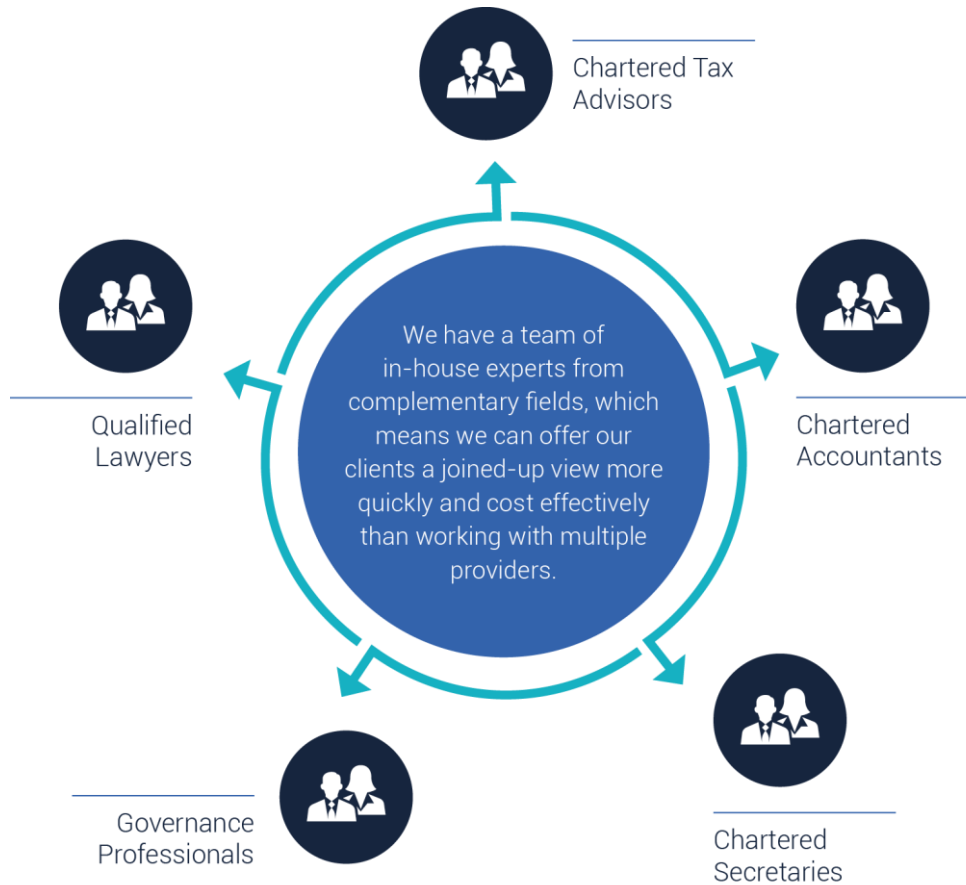 Chartered Tax
Advisors
Qualified
Lawyers
We have a team of
in-house experts from
complementary fields, which
means we can offer our
clients a joined-up view more
quickly and cost effectively
than working with multiple
providers.
Chartered
Accountants
Governance
Professionals
Chartered
Secretaries